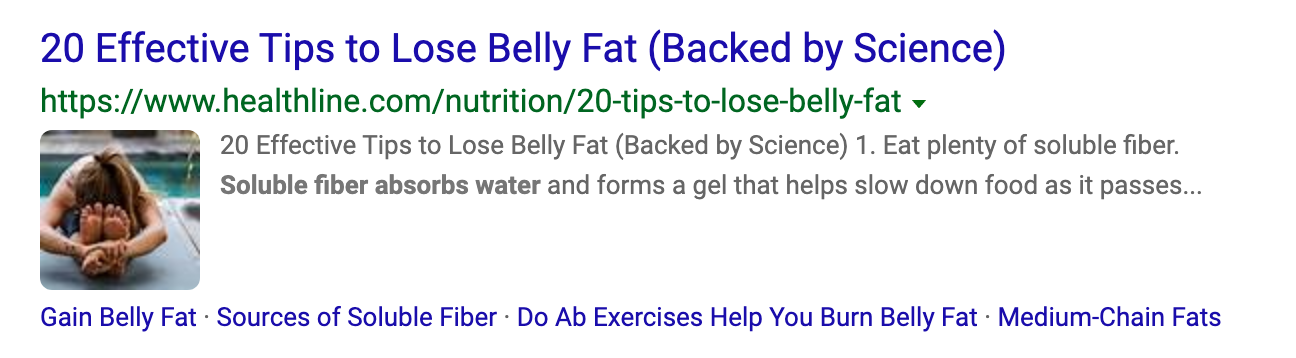 20 Effective Tips to Lose Belly Fat (Backed by Science)
https://www.healthline.com/nutrition/20-tips-to-lose-belly-fat
20 Effective Tips to Lose Belly Fat (Backed by Science) 1. Eat plenty of soluble fiber.
Soluble fiber absorbs water and forms a gel that helps slow down food as it passes...
Gain Belly Fat · Sources of Soluble Fiber · Do Ab Exercises Help You Burn Belly Fat · Medium-Chain Fats